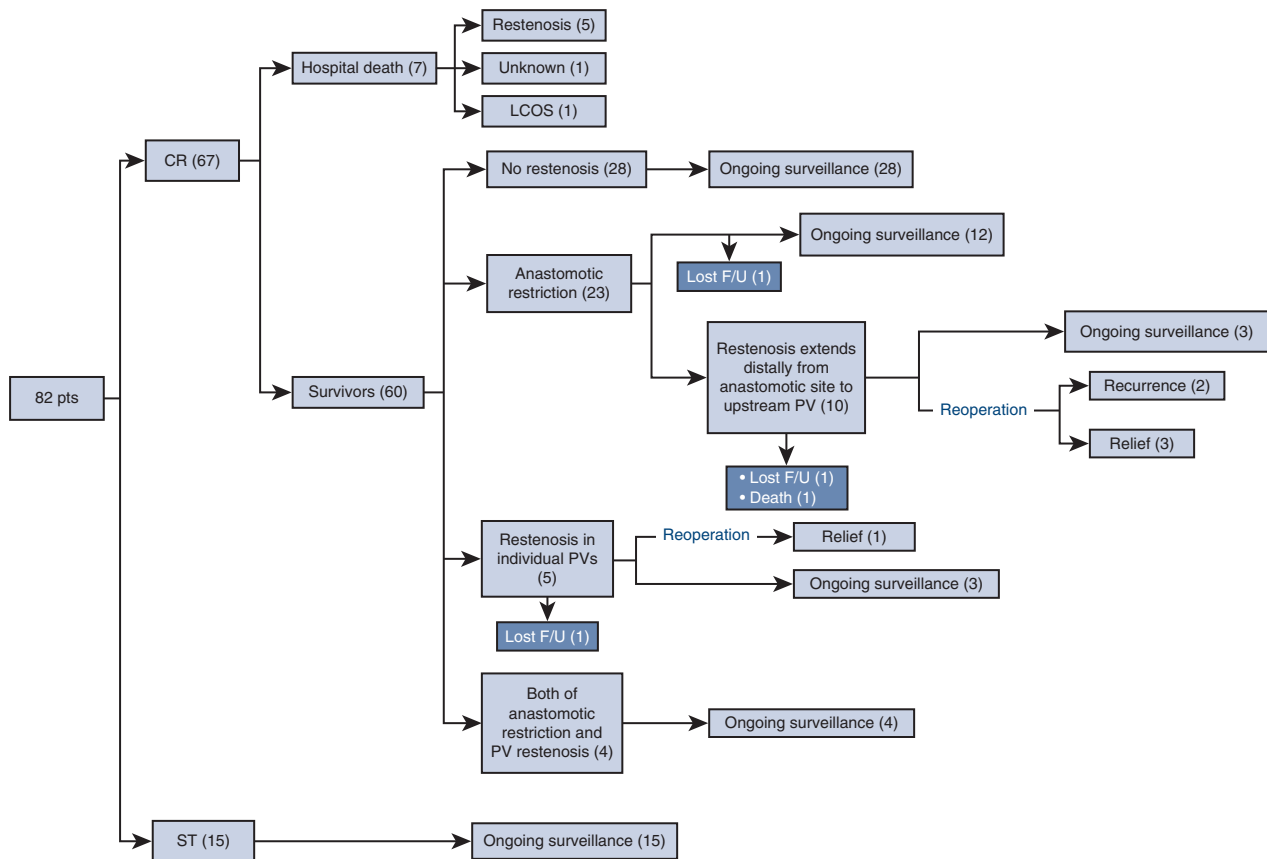 82 pts
CR (67)
Hospital death (7)
Restenosis (5)
Unknown (1)
LCOS (1)
Survivors (60)
No restenosis (28)
Ongoing surveillance (28)
Anastomotic
restriction (23)
Ongoing surveillance (12)
Lost F/U (1)
Restenosis extends
distally from
anastomotic site to
upstream PV (10)
Ongoing surveillance (3)
Reoperation
Recurrence (2)
Relief (3)
• Lost F/U (1)
• Death (1)
Restenosis in
individual PVs
(5)
Reoperation
Relief (1)
Ongoing surveillance (3)
Lost F/U (1)
Both of
anastomotic
restriction and
PV restenosis (4)
Ongoing surveillance (4)
ST (15)
Ongoing surveillance (15)